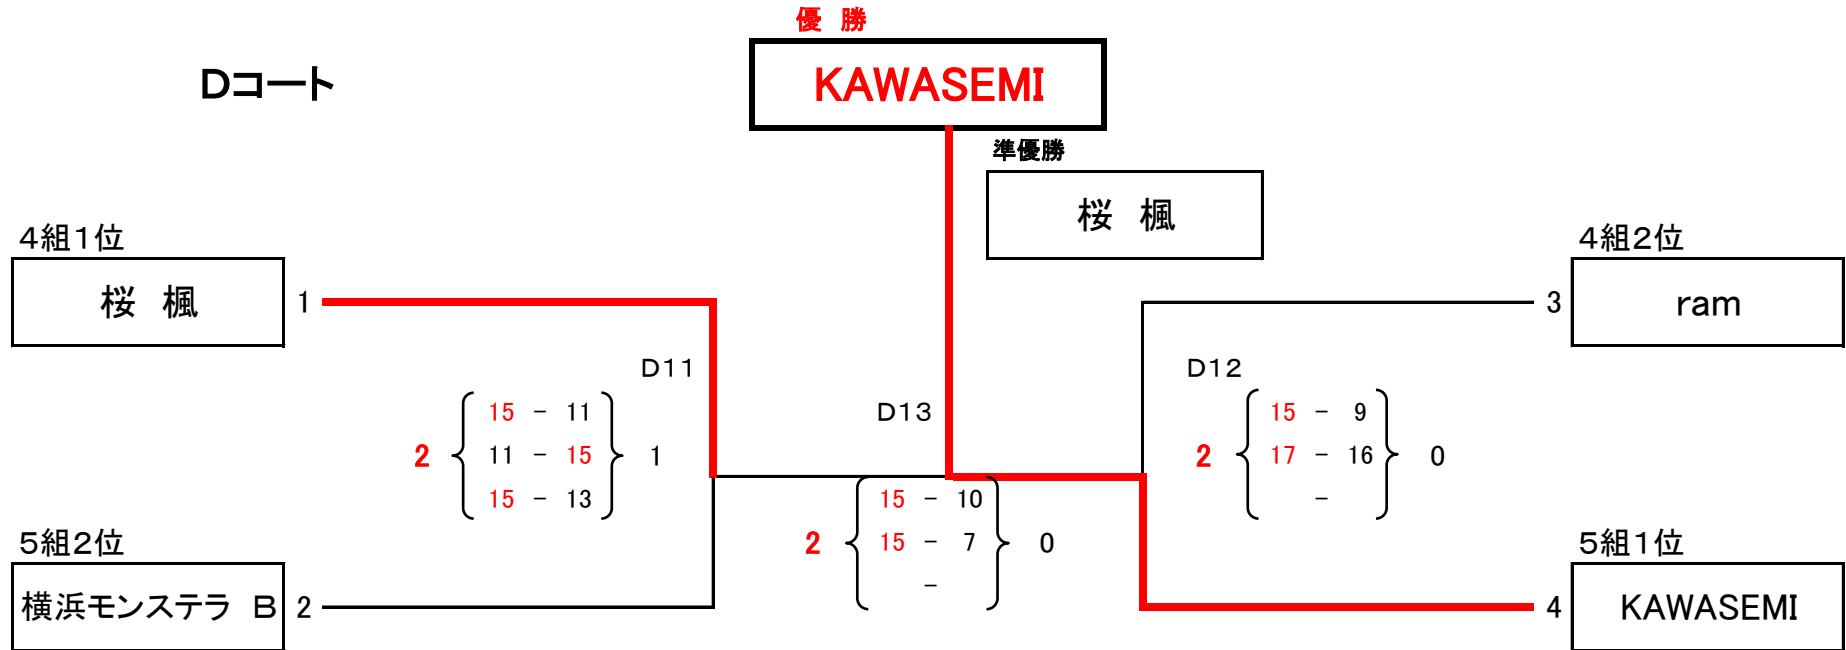 優 勝
Dコート
KAWASEMI
準優勝
桜 楓
4組1位
4組2位
桜 楓
1
3
ram
D11
D12
D13
15 - 11
15 - 9
2
11 - 15
1
2
17 - 16
0
15 - 13
-
15 - 10
2
15 - 7
0
-
5組2位
5組1位
横浜モンステラ B
2
4
KAWASEMI